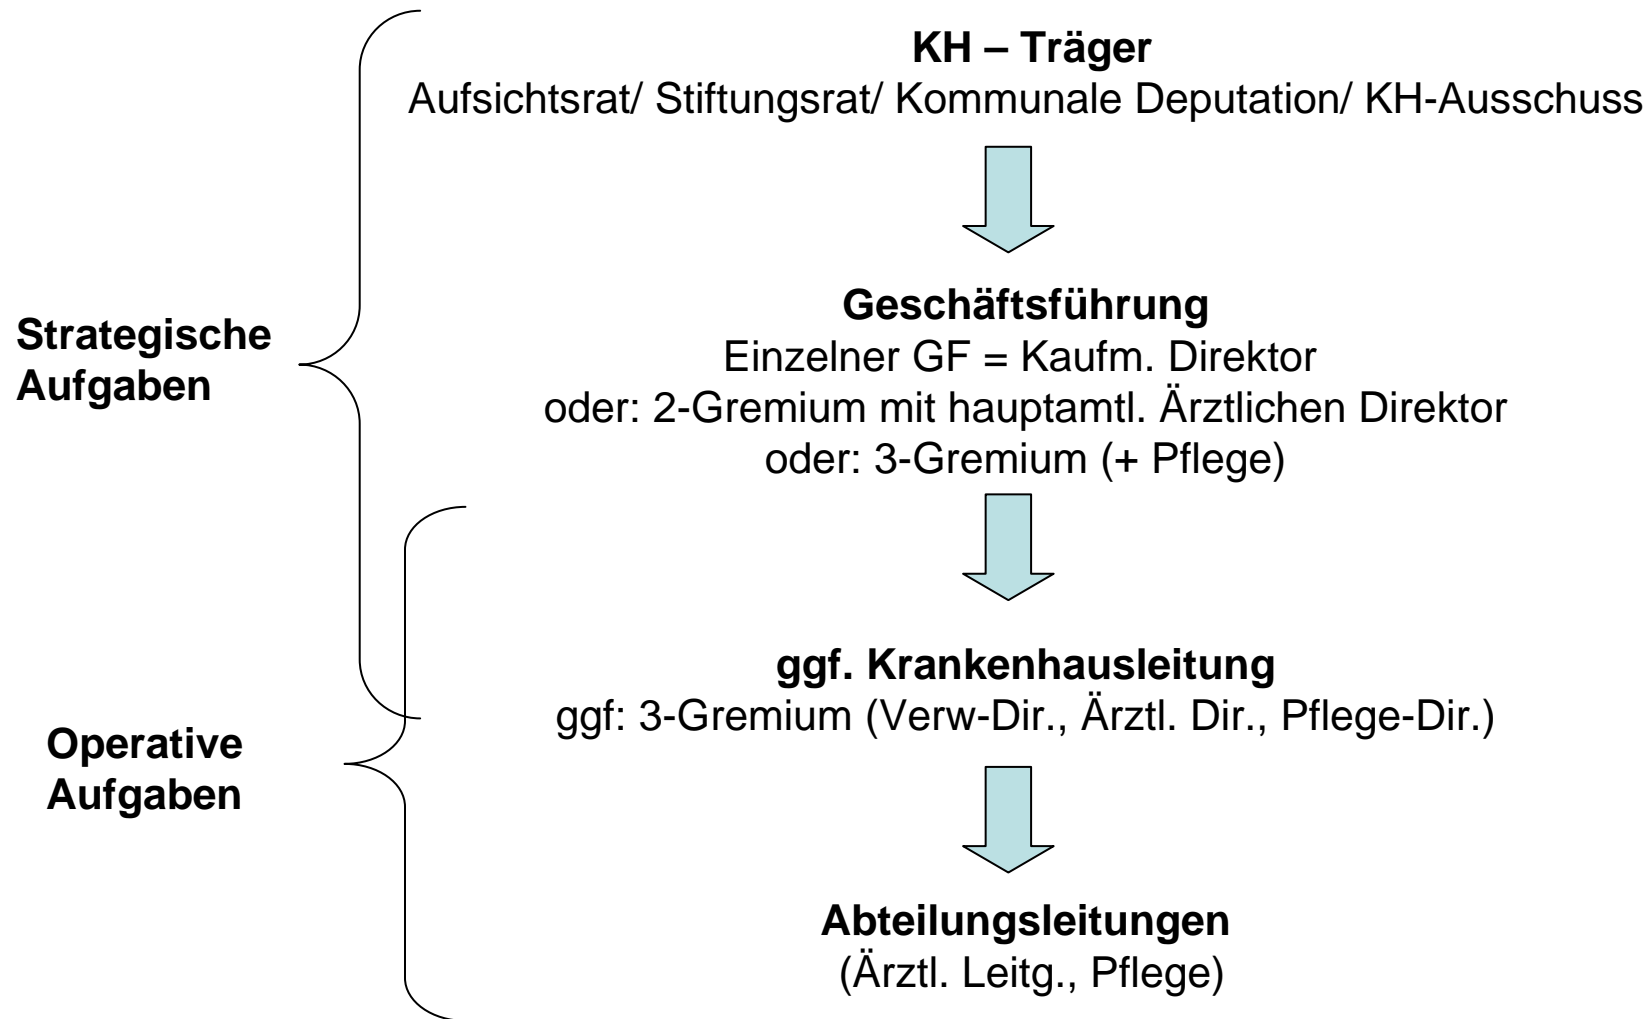 KH – Träger
Aufsichtsrat/ Stiftungsrat/ Kommunale Deputation/ KH-Ausschuss
Geschäftsführung
Einzelner GF = Kaufm. Direktor
oder: 2-Gremium mit hauptamtl. Ärztlichen Direktor
oder: 3-Gremium (+ Pflege)
Strategische
Aufgaben
ggf. Krankenhausleitung
ggf: 3-Gremium (Verw-Dir., Ärztl. Dir., Pflege-Dir.)
Operative
Aufgaben
Abteilungsleitungen
(Ärztl. Leitg., Pflege)